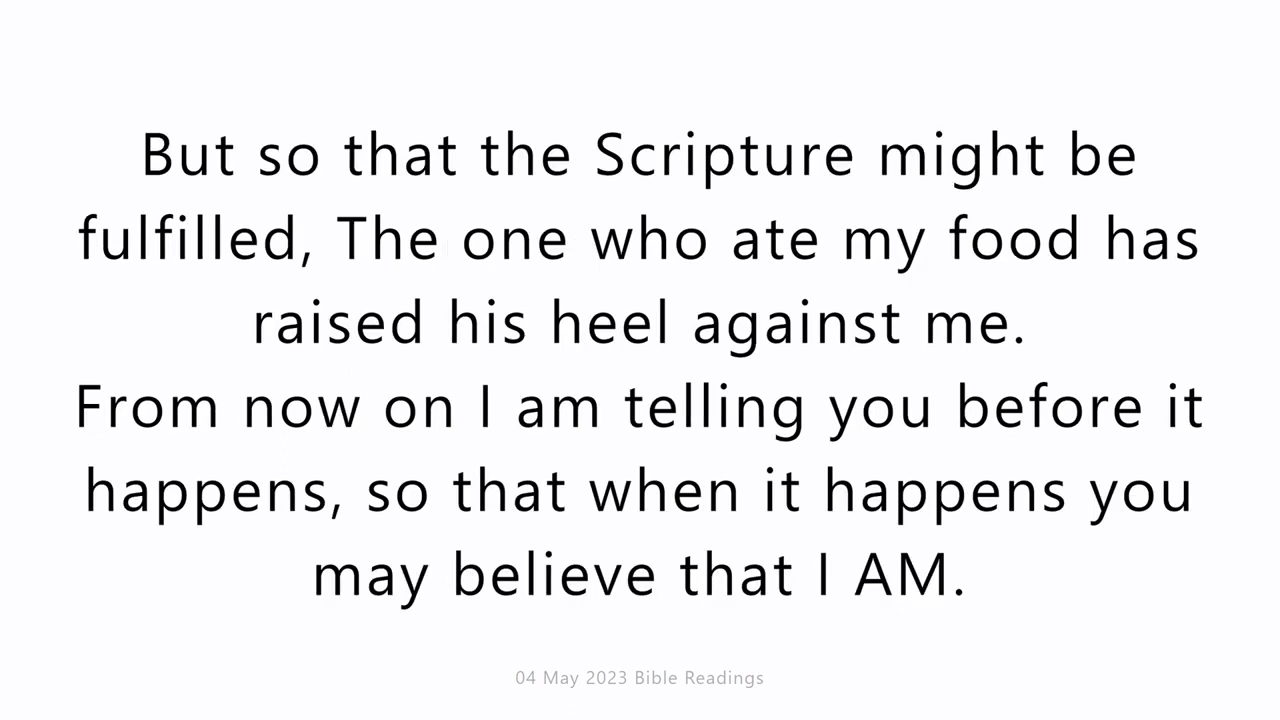 But so that the Scripture might be
fulfilled, The one who ate my food has
raised his heel against me.
From now on I am telling you before it
happens, so that when it happens you
may believe that I AM.
04 May 2023 Bible Readings